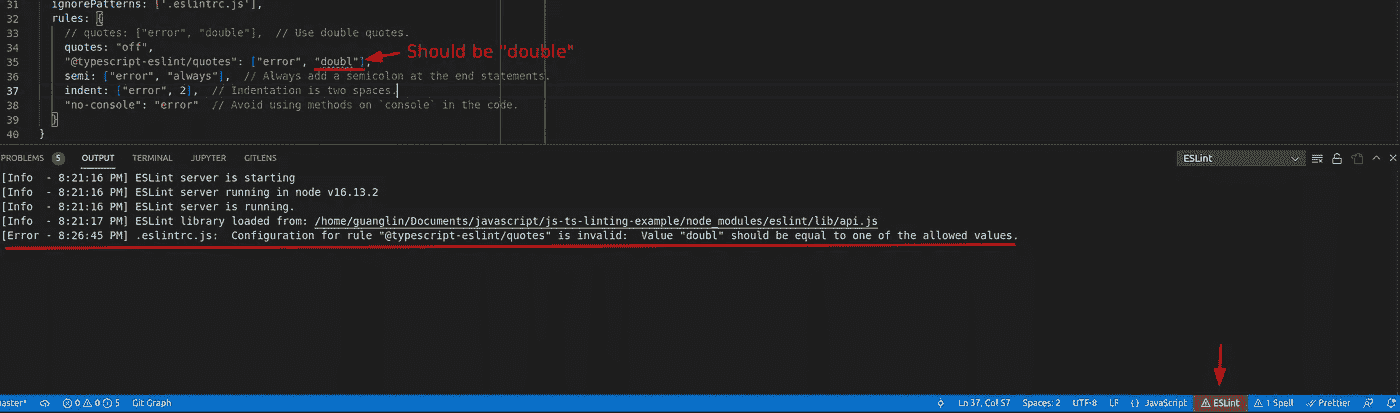 31 ignorePatterns: ['.eslintrc.js'],
32 rules: {
33 // quotes: ["error", "double"], // Use double quotes.
34 quotes: "off",
35 "@typescript-eslint/quotes": ["error", "doubl"],
Should be "double"
36 semi: ["error", "always"], // Always add a semicolon at the end statements.
37 indent: ["error", 2], // Indentation is two spaces.
38 "no-console": "error" // Avoid using methods on `console` in the code.
39 }
40 }
PROBLEMS 5 OUTPUT TERMINAL JUPYTER GITLENS ESLint
[Info - 8:21:16 PM] ESLint server is starting
[Info - 8:21:16 PM] ESLint server running in node v16.13.2
[Info - 8:21:16 PM] ESLint server is running.
[Info - 8:21:17 PM] ESLint library loaded from: /home/guanglin/Documents/javascript/js-ts-linting-example/node_modules/eslint/lib/api.js
[Error - 8:26:45 PM] .eslintrc.js: Configuration for rule "@typescript-eslint/quotes" is invalid: Value "doubl" should be equal to one of the allowed values.
master* 0 0 5 Git Graph Ln 37, Col 57 Spaces: 2 UTF-8 LF {} JavaScript ESLint 1 Spell Prettier